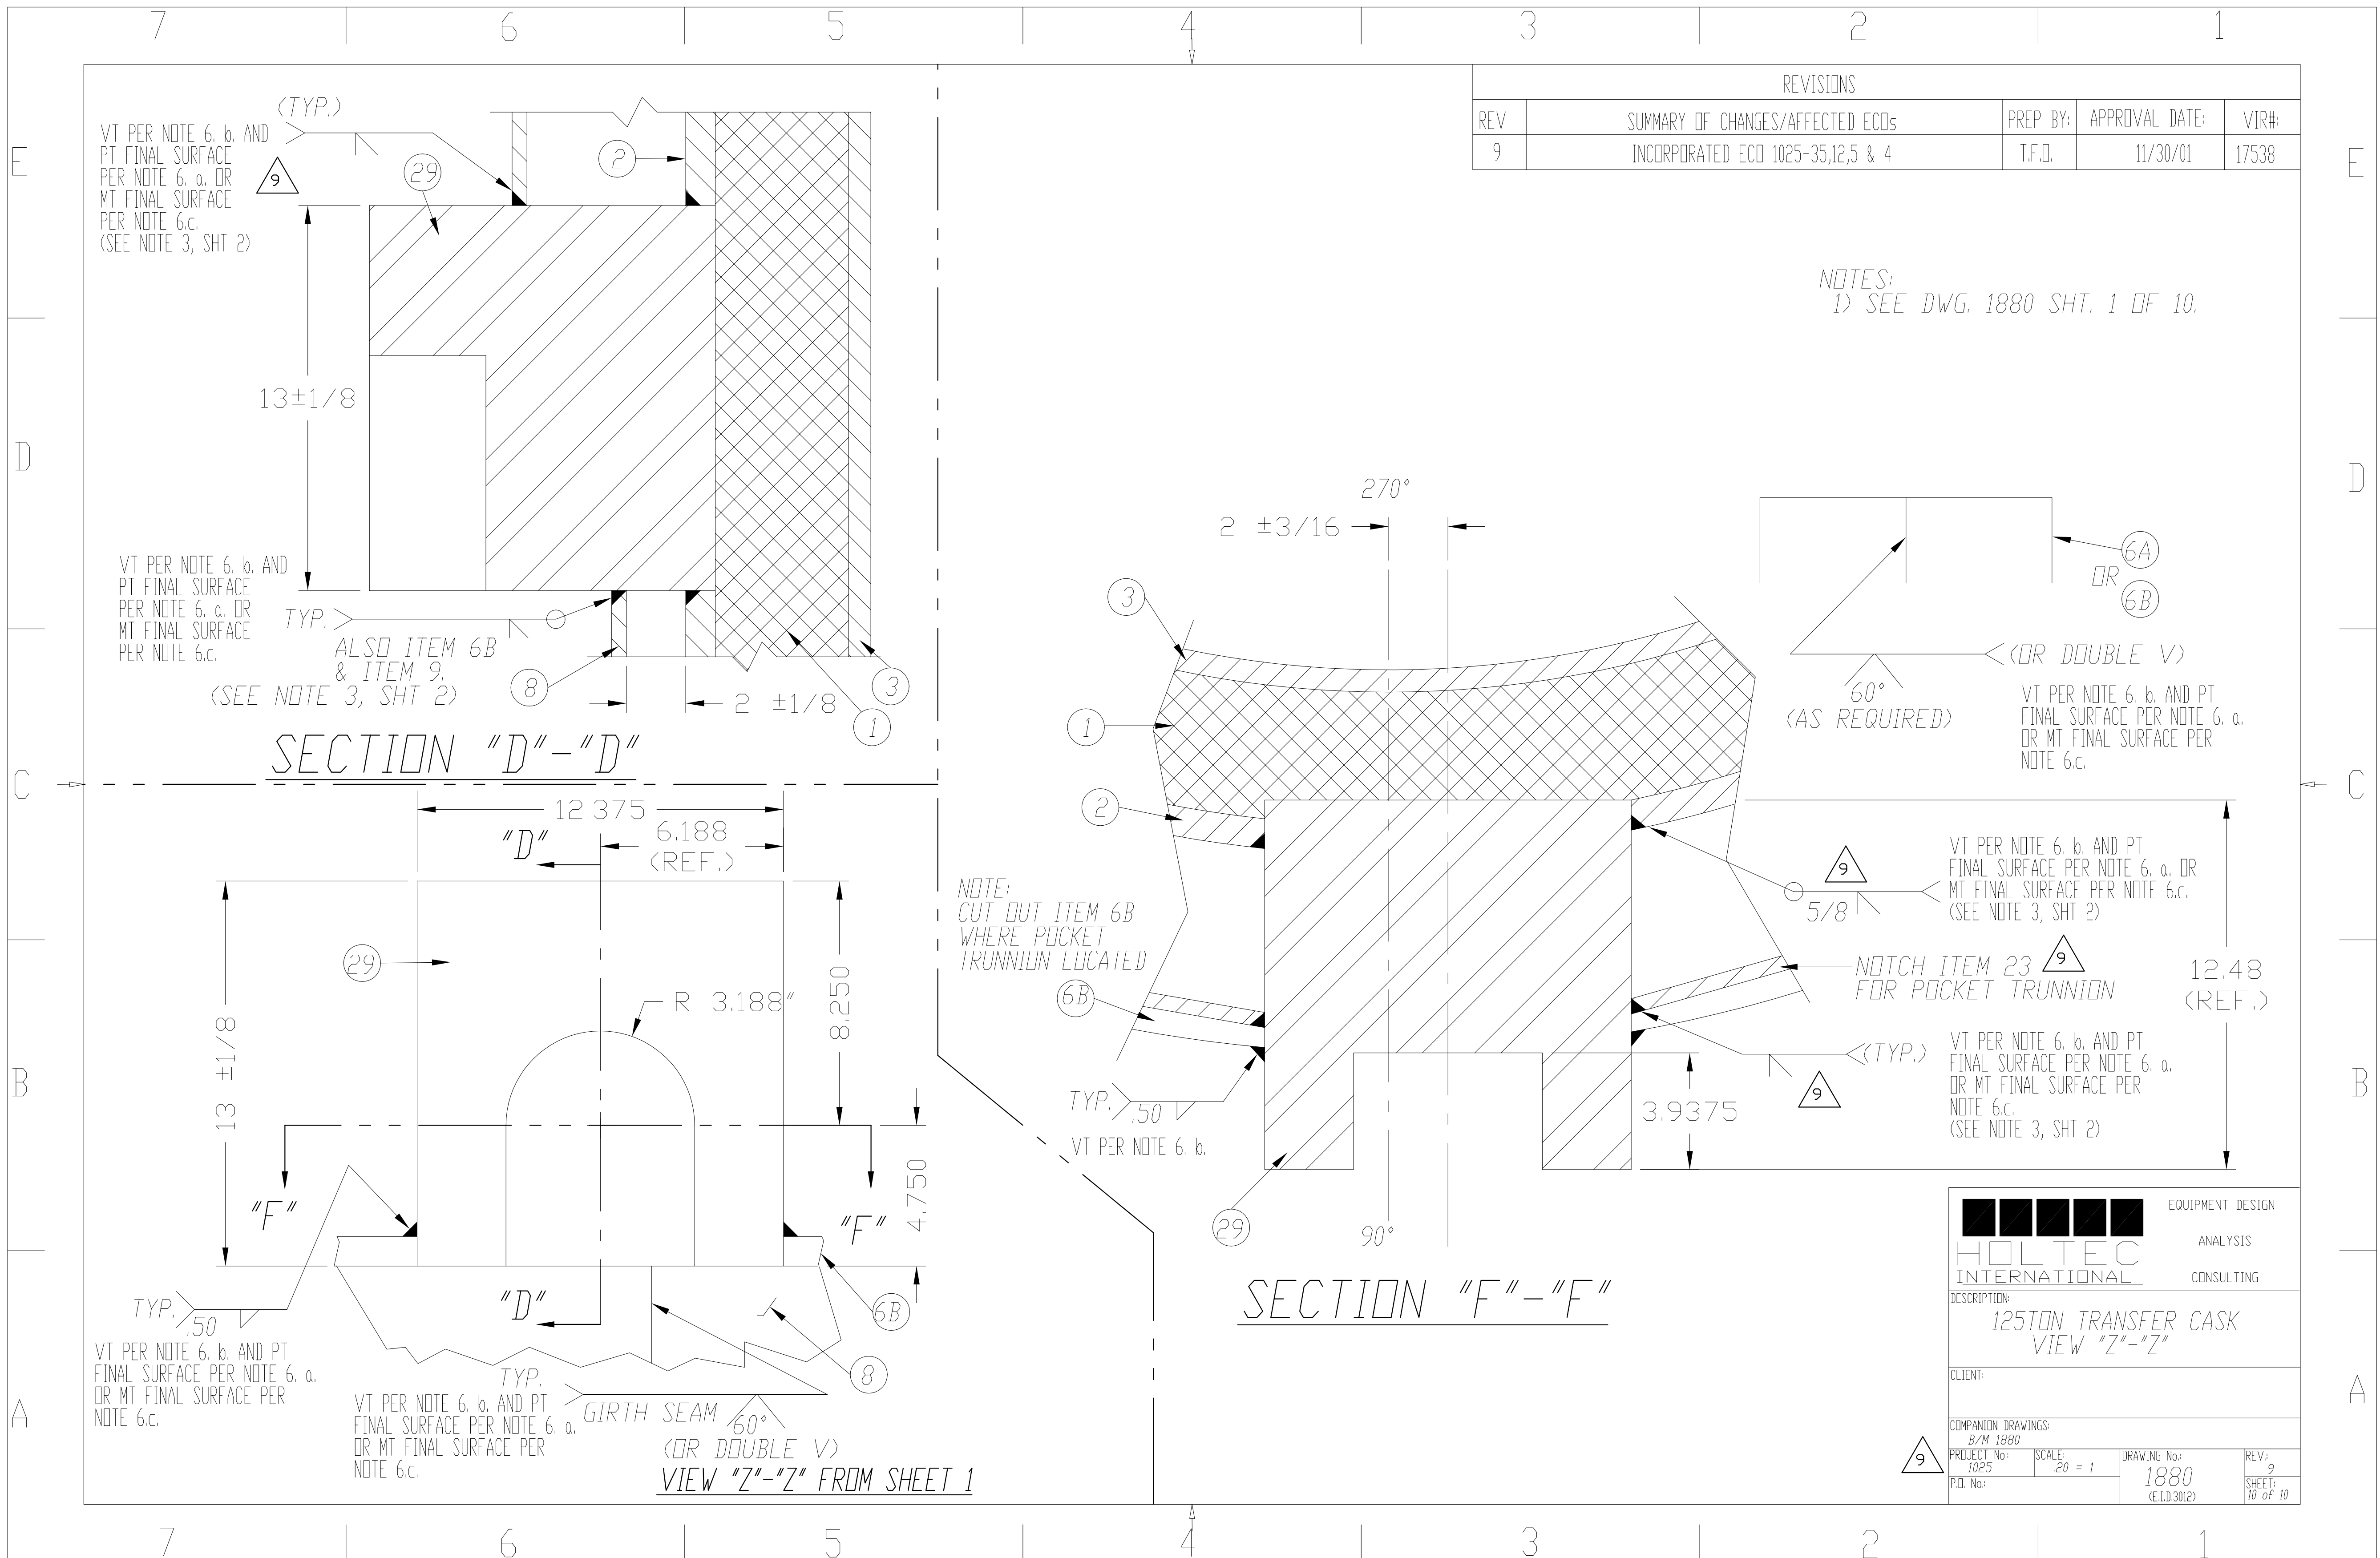 7 6 5 4 3 2 1
E
D
C
B
A
REVISIONS
REV SUMMARY OF CHANGES/AFFECTED ECOs PREP BY: APPROVAL DATE: VIR#:
9 INCORPORATED ECO 1025-35,12,5 & 4 T.F.O. 11/30/01 17538
NOTES:
1) SEE DWG. 1880 SHT. 1 OF 10.
(TYP.)
VT PER NOTE 6. b. AND
PT FINAL SURFACE
PER NOTE 6. a. OR
MT FINAL SURFACE
PER NOTE 6.c.
(SEE NOTE 3, SHT 2)
9
29
2
13±1/8
VT PER NOTE 6. b. AND
PT FINAL SURFACE
PER NOTE 6. a. OR
MT FINAL SURFACE
PER NOTE 6.c.
TYP.
ALSO ITEM 6B
& ITEM 9.
(SEE NOTE 3, SHT 2)
8
2 ±1/8
3
1
SECTION "D"-"D"
12.375
"D"
6.188
(REF.)
29
R 3.188"
8.250
13 ±1/8
4.750
"F"
"F"
"D"
6B
8
TYP.
.50
VT PER NOTE 6. b. AND PT
FINAL SURFACE PER NOTE 6. a.
OR MT FINAL SURFACE PER
NOTE 6.c.
TYP.
VT PER NOTE 6. b. AND PT
FINAL SURFACE PER NOTE 6. a.
OR MT FINAL SURFACE PER
NOTE 6.c.
GIRTH SEAM
60°
(OR DOUBLE V)
VIEW "Z"-"Z" FROM SHEET 1
270°
2 ±3/16
3
1
2
NOTE:
CUT OUT ITEM 6B
WHERE POCKET
TRUNNION LOCATED
6B
TYP.
.50
VT PER NOTE 6. b.
29
90°
3.9375
SECTION "F"-"F"
6A
OR
6B
(OR DOUBLE V)
60°
(AS REQUIRED)
VT PER NOTE 6. b. AND PT
FINAL SURFACE PER NOTE 6. a.
OR MT FINAL SURFACE PER
NOTE 6.c.
9
5/8
VT PER NOTE 6. b. AND PT
FINAL SURFACE PER NOTE 6. a. OR
MT FINAL SURFACE PER NOTE 6.c.
(SEE NOTE 3, SHT 2)
NOTCH ITEM 23
FOR POCKET TRUNNION
9
12.48
(REF.)
(TYP.)
9
VT PER NOTE 6. b. AND PT
FINAL SURFACE PER NOTE 6. a.
OR MT FINAL SURFACE PER
NOTE 6.c.
(SEE NOTE 3, SHT 2)
HOLTEC
INTERNATIONAL
EQUIPMENT DESIGN
ANALYSIS
CONSULTING
DESCRIPTION:
125TON TRANSFER CASK
VIEW "Z"-"Z"
CLIENT:
COMPANION DRAWINGS:
B/M 1880
9
PROJECT No.:
1025
SCALE:
.20 = 1
DRAWING No.:
1880
(E.I.D.3012)
REV.:
9
P.O. No.:
SHEET:
10 of 10
E
D
C
B
A
7 6 5 4 3 2 1